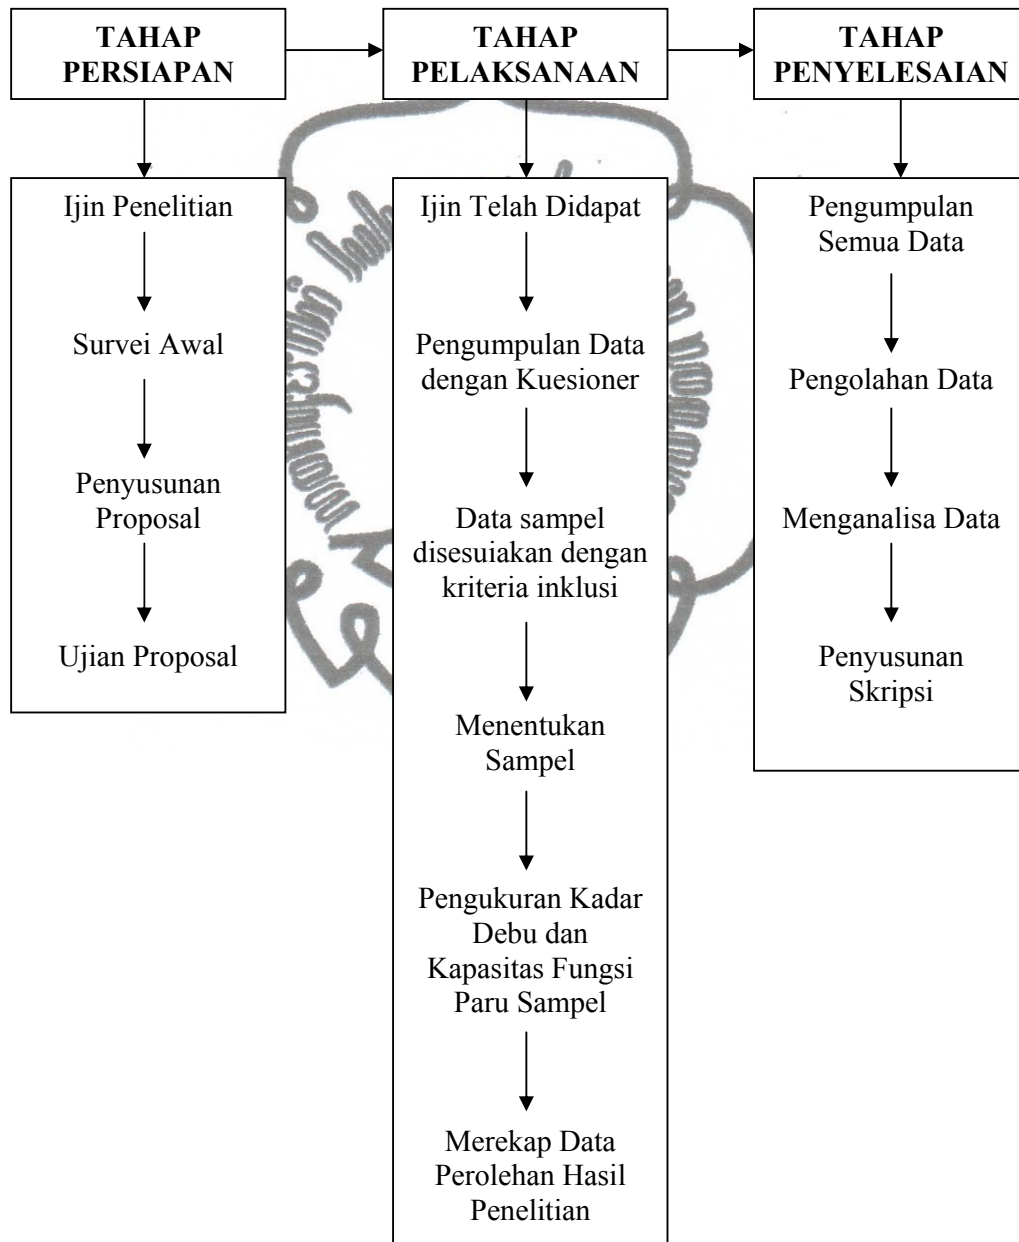 TAHAP
PERSIAPAN
TAHAP
PELAKSANAAN
TAHAP
PENYELESAIAN
Ijin Penelitian
Survei Awal
Penyusunan
Proposal
Ujian Proposal
Ijin Telah Didapat
Pengumpulan Data
dengan Kuesioner
Data sampel
disesuiakan dengan
kriteria inklusi
Menentukan
Sampel
Pengukuran Kadar
Debu dan
Kapasitas Fungsi
Paru Sampel
Merekap Data
Perolehan Hasil
Penelitian
Pengumpulan
Semua Data
Pengolahan Data
Menganalisa Data
Penyusunan
Skripsi